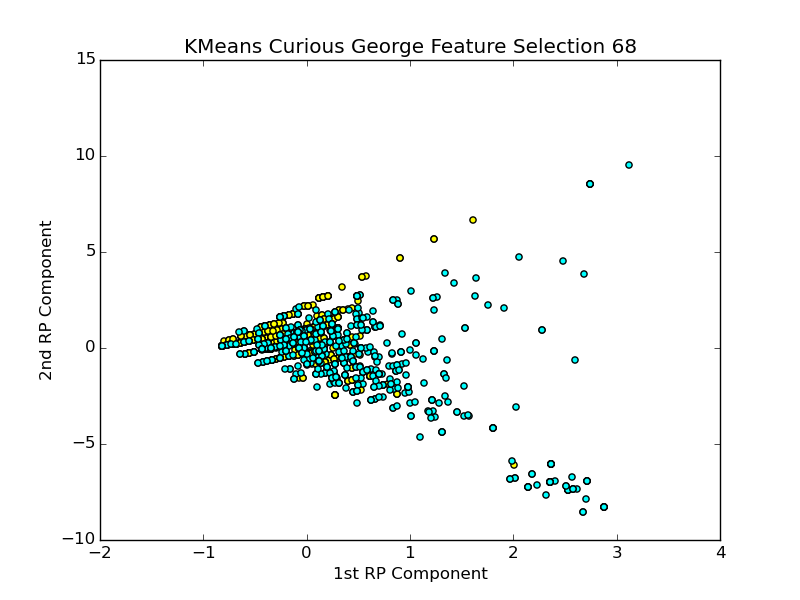 KMeans Curious George Feature Selection 68
15
10
5
0
−5
−10
2nd RP Component
−2 −1 0 1 2 3 4
1st RP Component